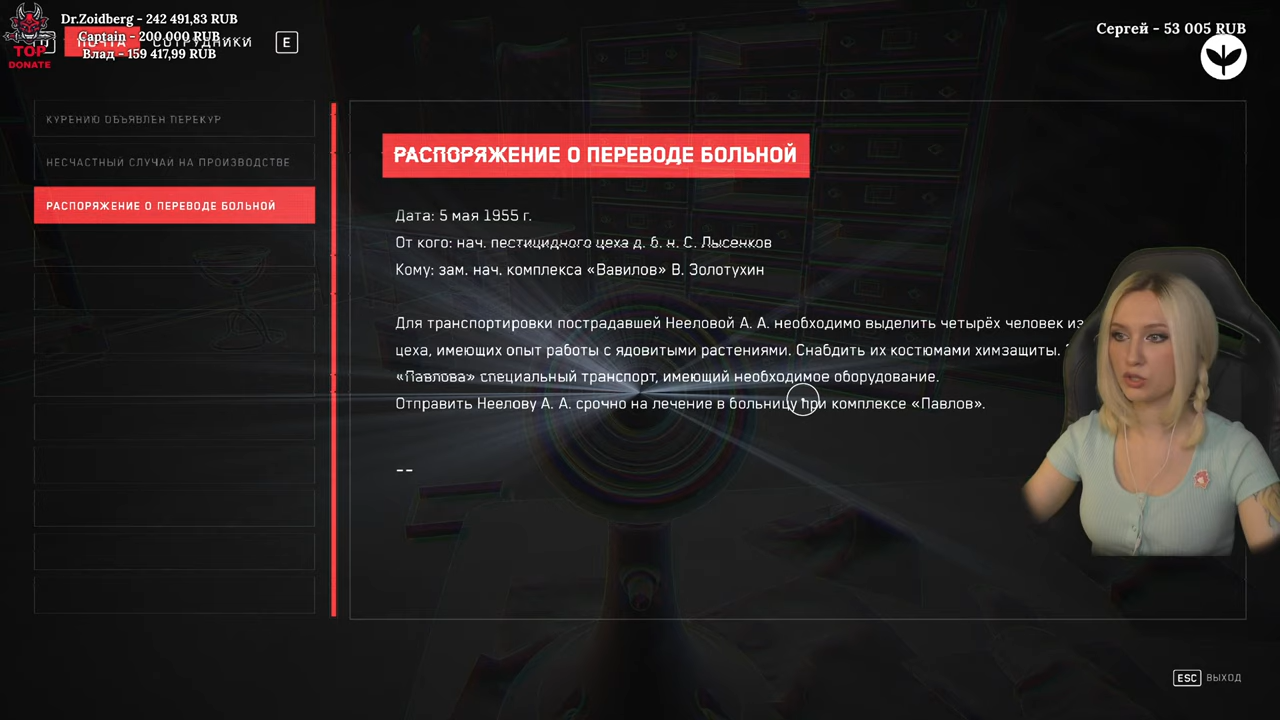 Dr.Zoidberg - 242 491,83 RUB
Captain - 200 000 RUB
Влад - 159 417,99 RUB
TOP
DONATE
ПОЧТА
СОТРУДНИКИ
E
Сергей - 53 005 RUB
КУРЕНИЮ ОБЪЯВЛЕН ПЕРЕКУР
НЕСЧАСТНЫЙ СЛУЧАЙ НА ПРОИЗВОДСТВЕ
РАСПОРЯЖЕНИЕ О ПЕРЕВОДЕ БОЛЬНОЙ
РАСПОРЯЖЕНИЕ О ПЕРЕВОДЕ БОЛЬНОЙ
Дата: 5 мая 1955 г.
От кого: нач. пестицидного цеха д. б. н. С. Лысенков
Кому: зам. нач. комплекса «Вавилов» В. Золотухин
Для транспортировки пострадавшей Нееловой А. А. необходимо выделить четырёх человек из
цеха, имеющих опыт работы с ядовитыми растениями. Снабдить их костюмами химзащиты.
«Павлова» специальный транспорт, имеющий необходимое оборудование.
Отправить Неелову А. А. срочно на лечение в больницу при комплексе «Павлов».
--
ESC ВЫХОД